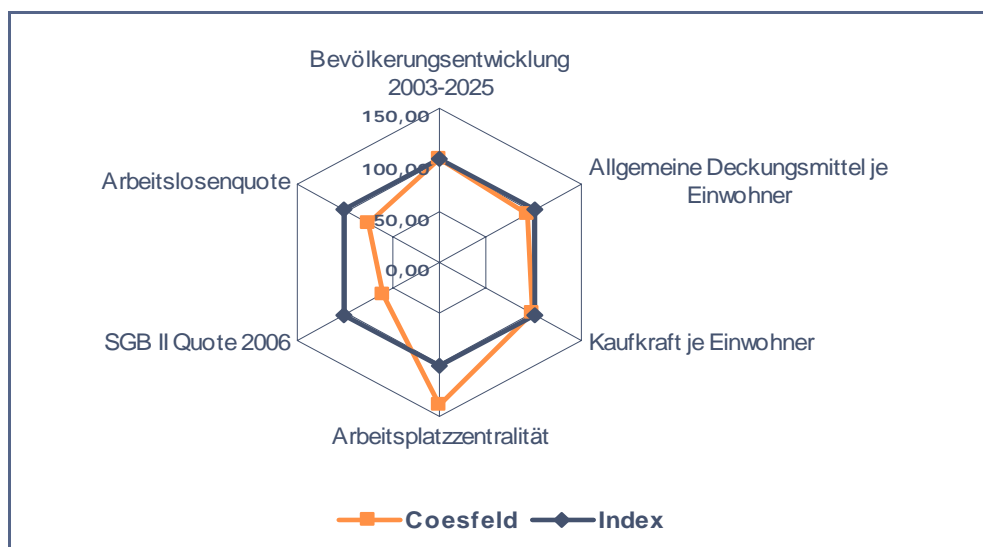 Bevölkerungsentwicklung
2003-2025
150,00
100,00
50,00
0,00
Allgemeine Deckungsmittel je
Einwohner
Kaufkraft je Einwohner
Arbeitsplatzzentralität
SGB II Quote 2006
Arbeitslosenquote
Coesfeld
Index